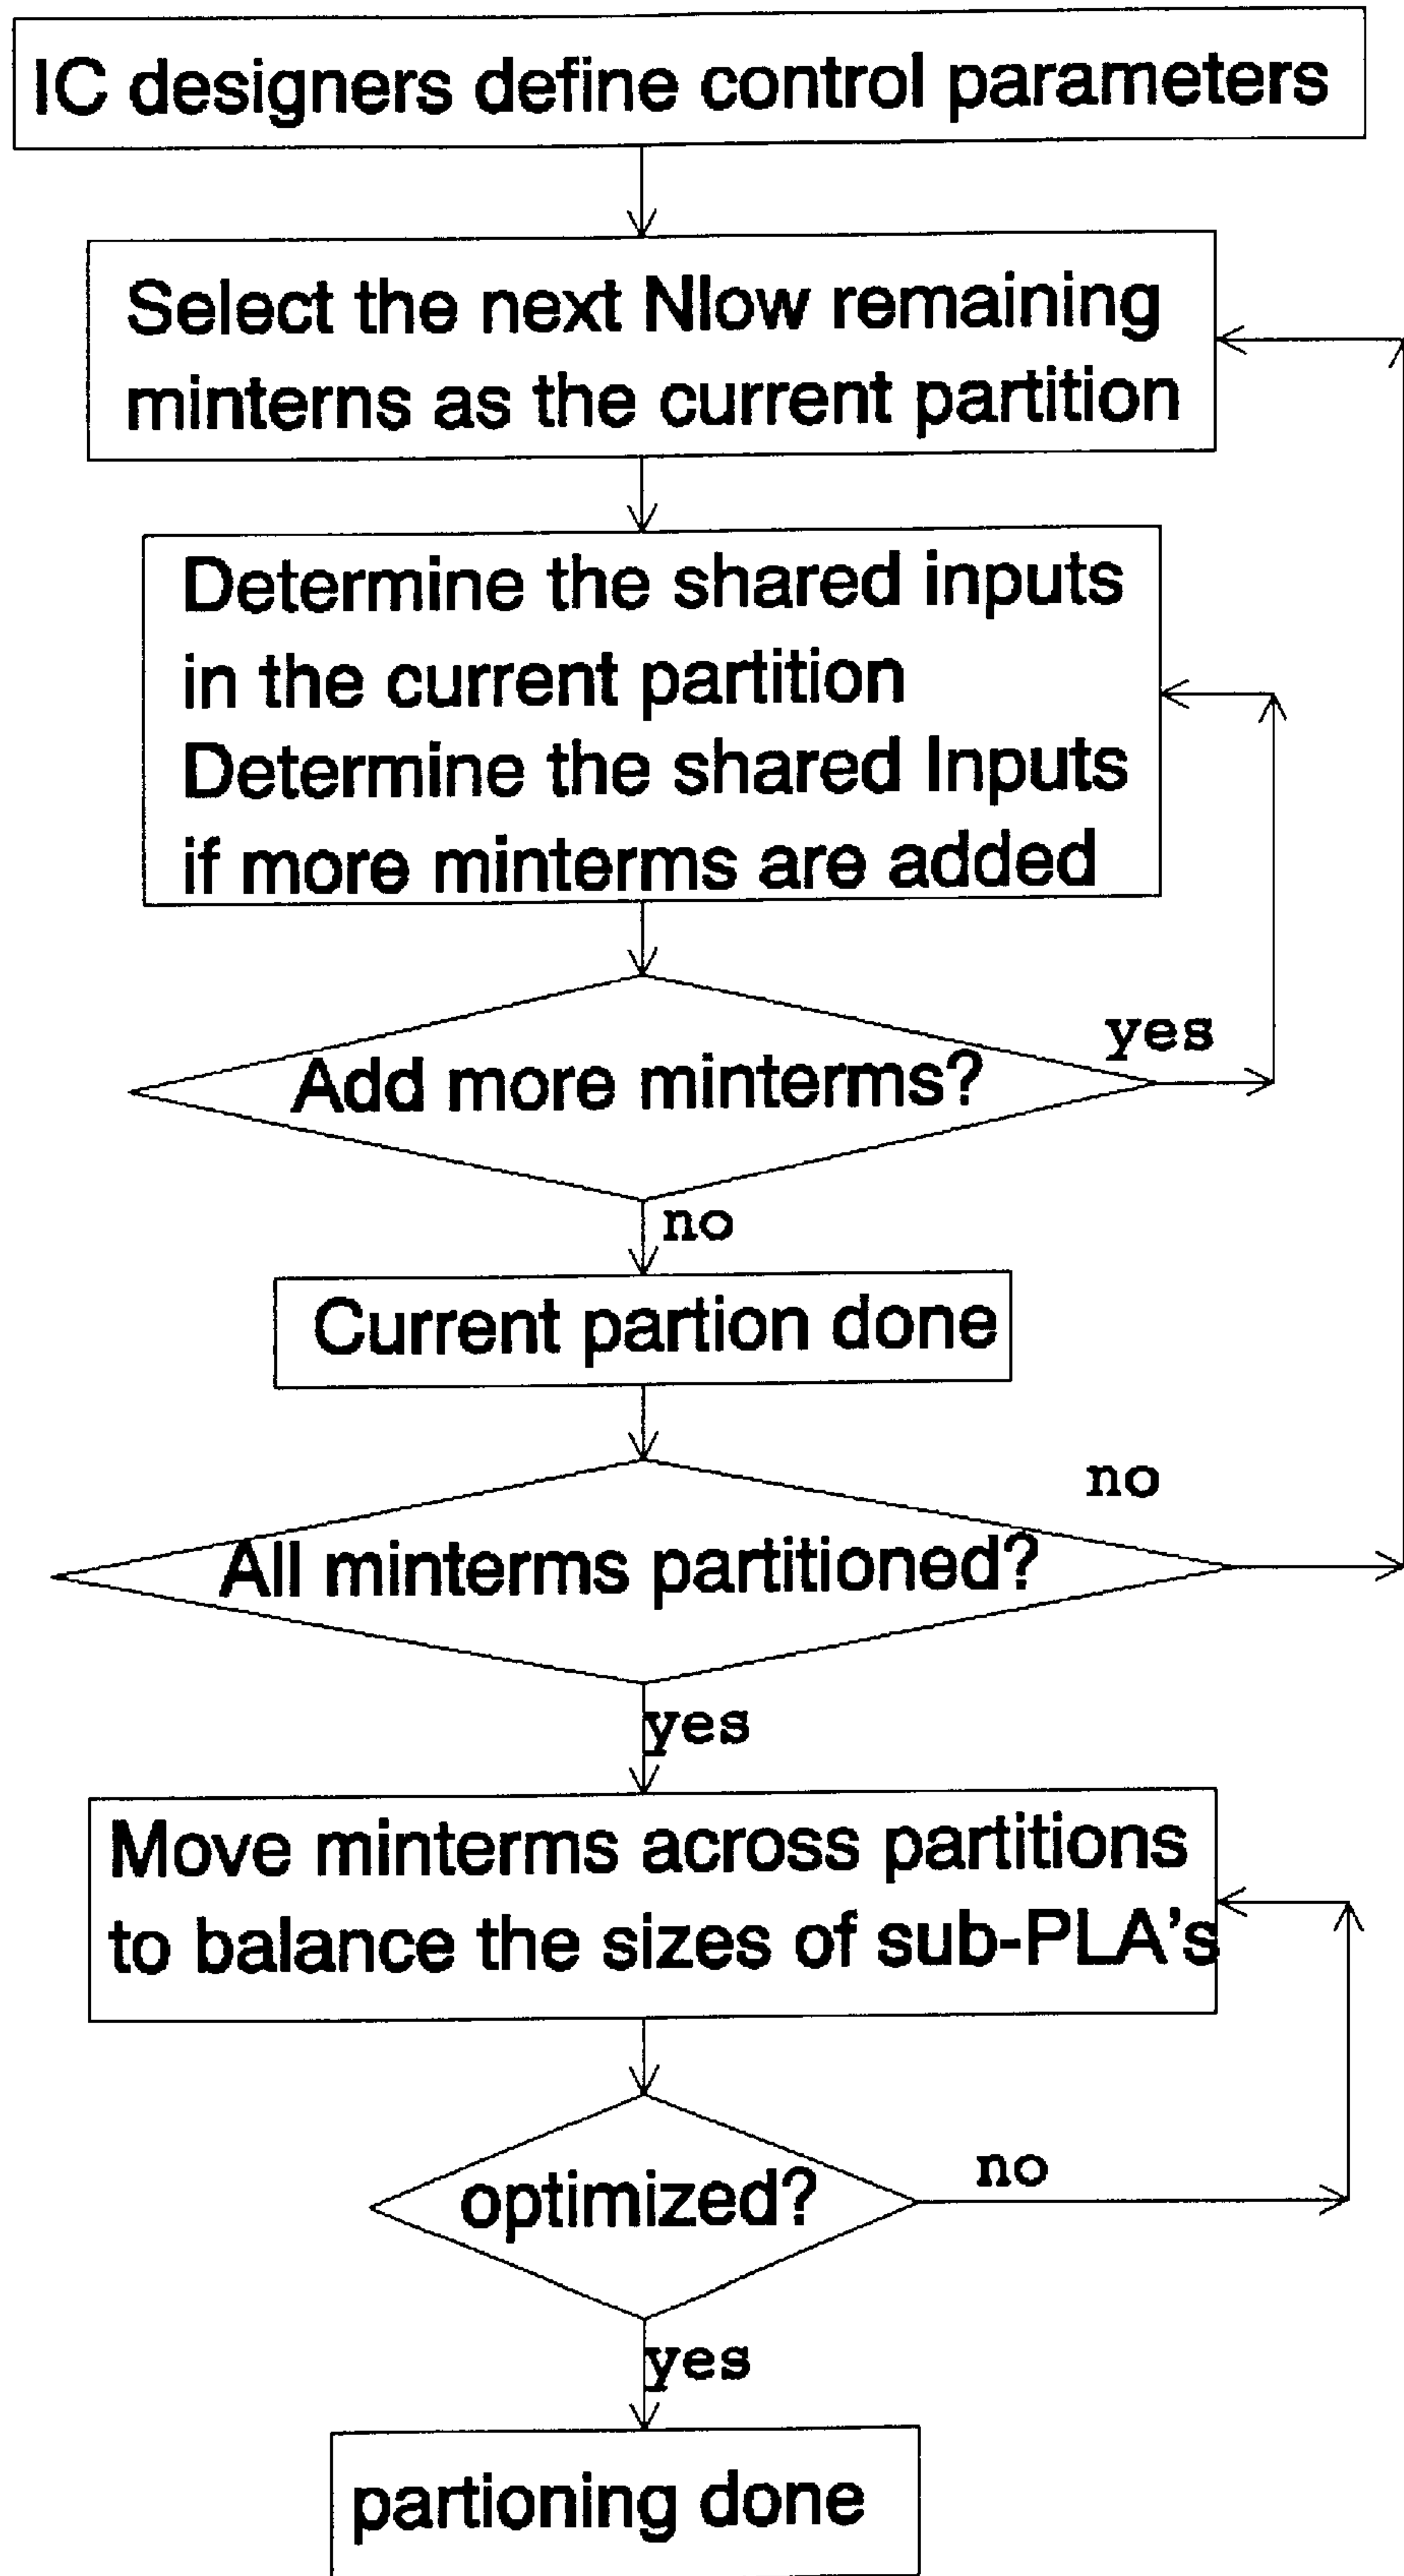 IC designers define control parameters
Select the next Nlow remaining
minterns as the current partition
Determine the shared inputs
in the current partition
Determine the shared Inputs
if more minterms are added
Add more minterms?
yes
no
Current partion done
All minterms partitioned?
no
yes
Move minterms across partitions
to balance the sizes of sub-PLA's
optimized?
no
yes
partioning done